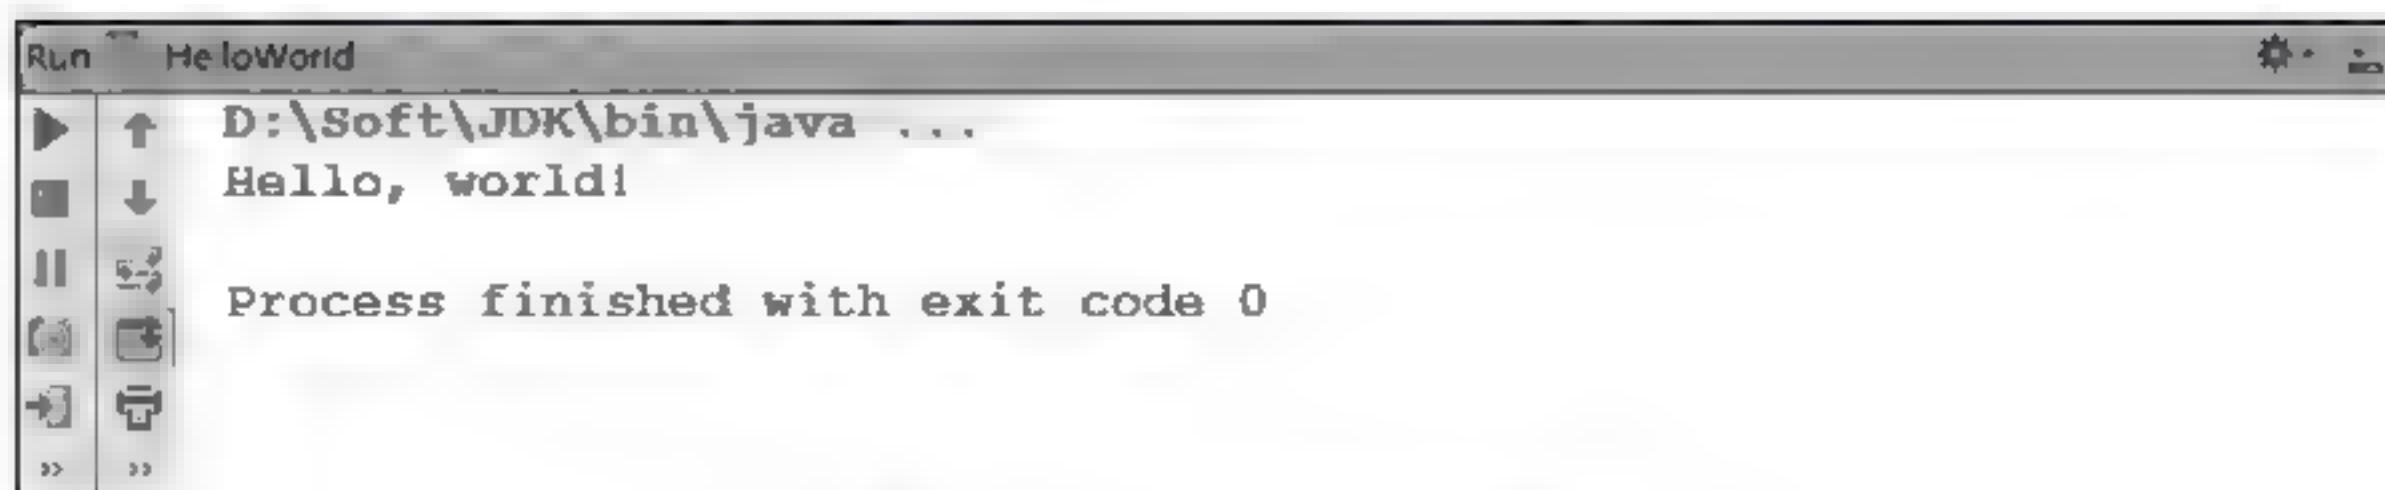 Run HelloWorld
D:\Soft\JDK\bin\java ...
Hello, world!
Process finished with exit code 0